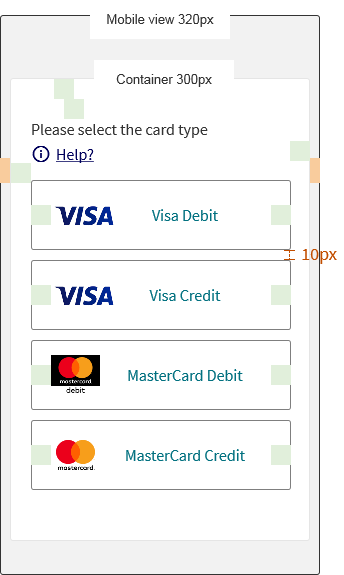 Mobile view 320px
Container 300px
Please select the card type
Help?
VISA Visa Debit
10px
VISA Visa Credit
mastercard.
debit
MasterCard Debit
mastercard.
MasterCard Credit